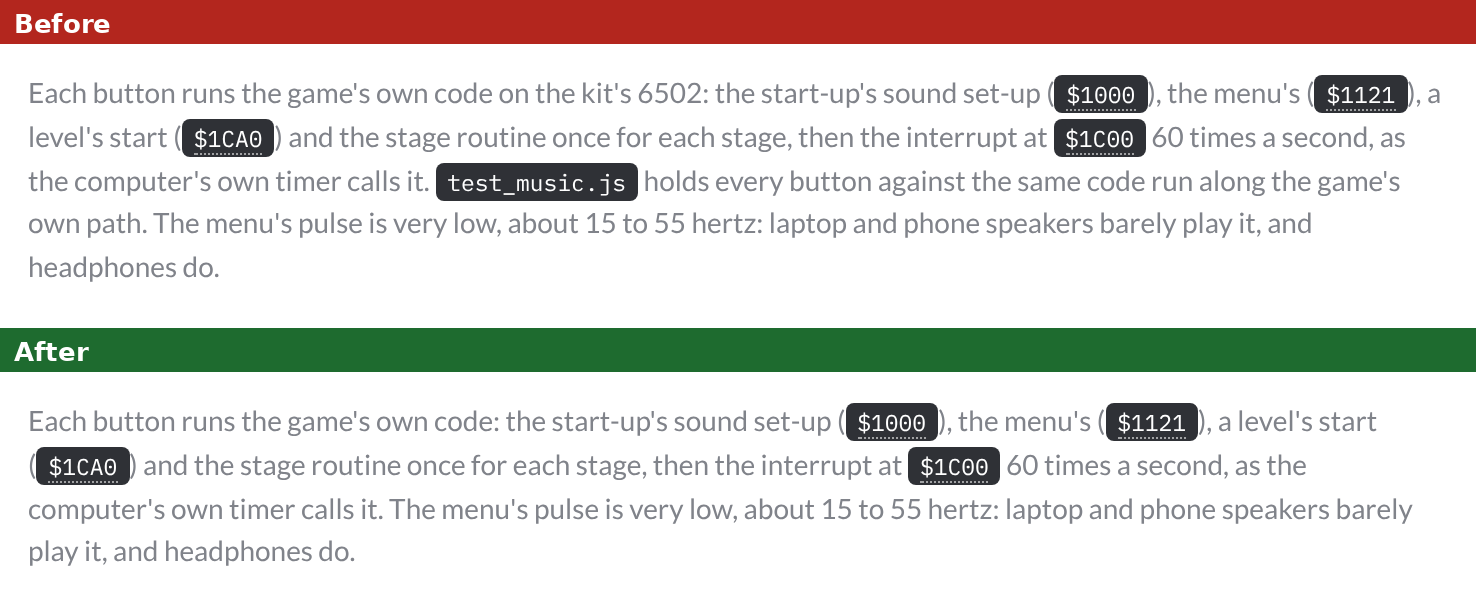 Before
Each button runs the game's own code on the kit's 6502: the start-up's sound set-up ($1000), the menu's ($1121), a
level's start ($1CA0) and the stage routine once for each stage, then the interrupt at $1C00 60 times a second, as
the computer's own timer calls it. test_music.js holds every button against the same code run along the game's
own path. The menu's pulse is very low, about 15 to 55 hertz: laptop and phone speakers barely play it, and
headphones do.
After
Each button runs the game's own code: the start-up's sound set-up ($1000), the menu's ($1121), a level's start
($1CA0) and the stage routine once for each stage, then the interrupt at $1C00 60 times a second, as the
computer's own timer calls it. The menu's pulse is very low, about 15 to 55 hertz: laptop and phone speakers barely
play it, and headphones do.